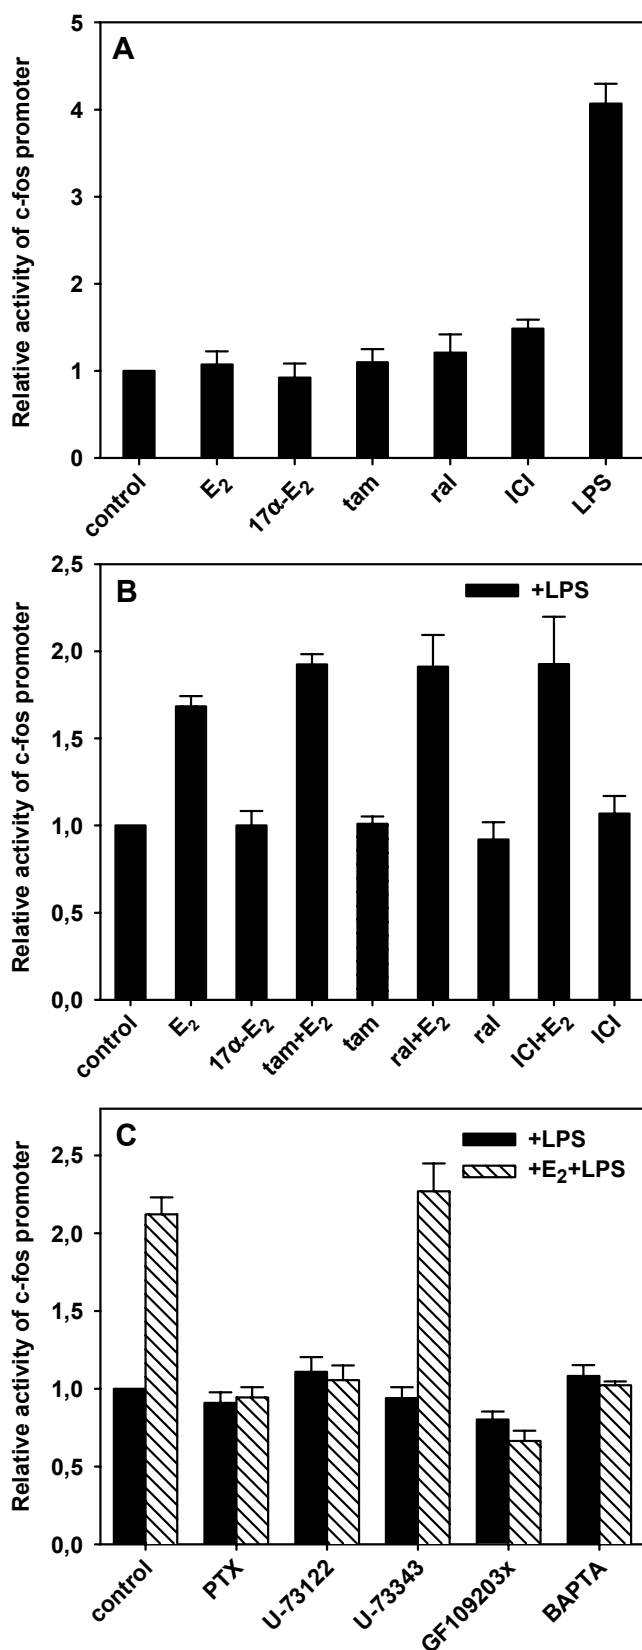 A
Relative activity of c-fos promoter
5
4
3
2
1
0
control
E2
17α-E2
tam
ral
ICI
LPS
B
+LPS
Relative activity of c-fos promoter
2,5
2,0
1,5
1,0
0,5
0,0
control
E2
17α-E2
tam+E2
tam
ral+E2
ral
ICI+E2
ICI
C
+LPS
+E2+LPS
Relative activity of c-fos promoter
2,5
2,0
1,5
1,0
0,5
0,0
control
PTX
U-73122
U-73343
GF109203x
BAPTA